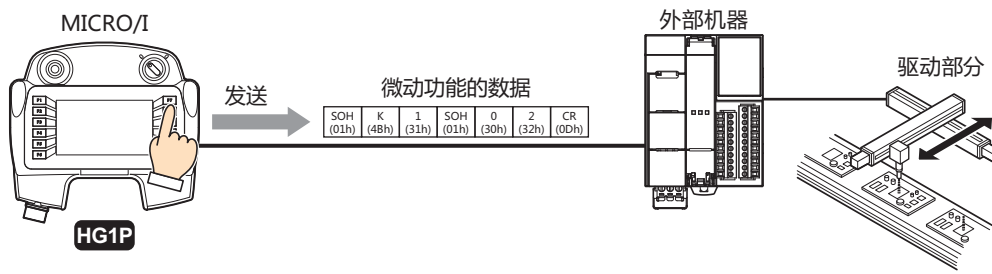 MICRO/I
外部机器
驱动部分
发送
微动功能的数据
SOH K 1 SOH 0 2 CR
(01h) (4Bh) (31h) (01h) (30h) (32h) (0Dh)
HG1P